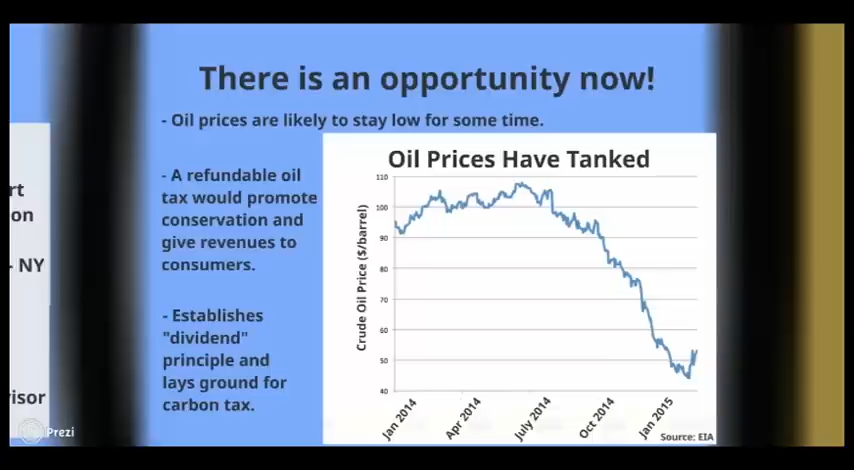 There is an opportunity now!
- Oil prices are likely to stay low for some time.
- A refundable oil
tax would promote
conservation and
give revenues to
consumers.
- Establishes
"dividend"
principle and
lays ground for
carbon tax.
Oil Prices Have Tanked
Crude Oil Price ($/barrel)
110
100
90
80
70
60
50
40
Jan 2014
Apr 2014
July 2014
Oct 2014
Jan 2015
Source: EIA
rt
on
- NY
visor
Prezi